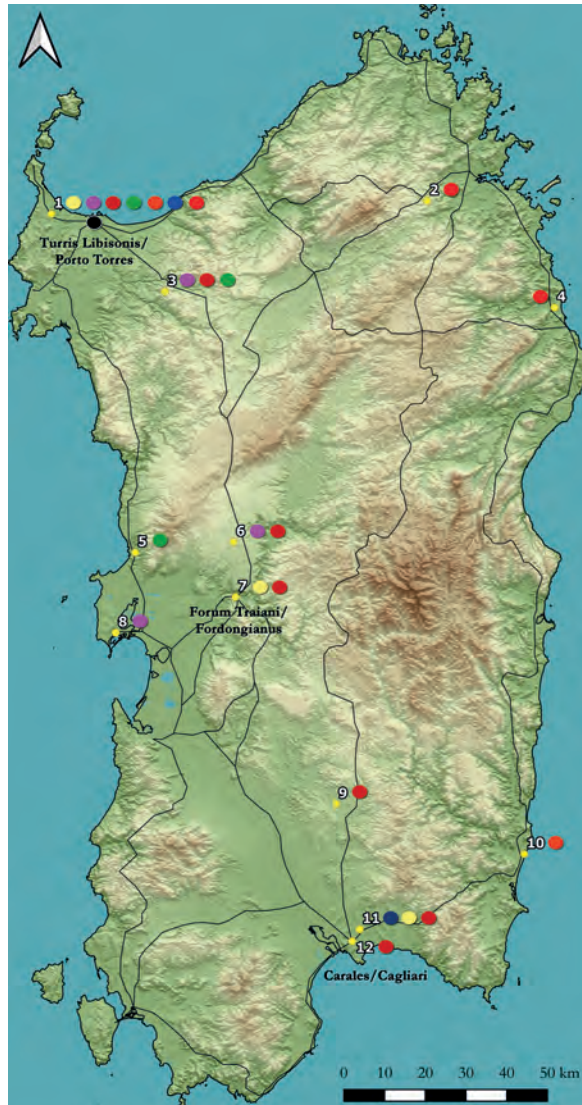 1
2
Turris Libisonis/
Porto Torres
3
4
5
6
7
Forum Traiani/
Fordongianus
8
9
10
11
12
Carales/Cagliari
0 10 20 30 40 50 km